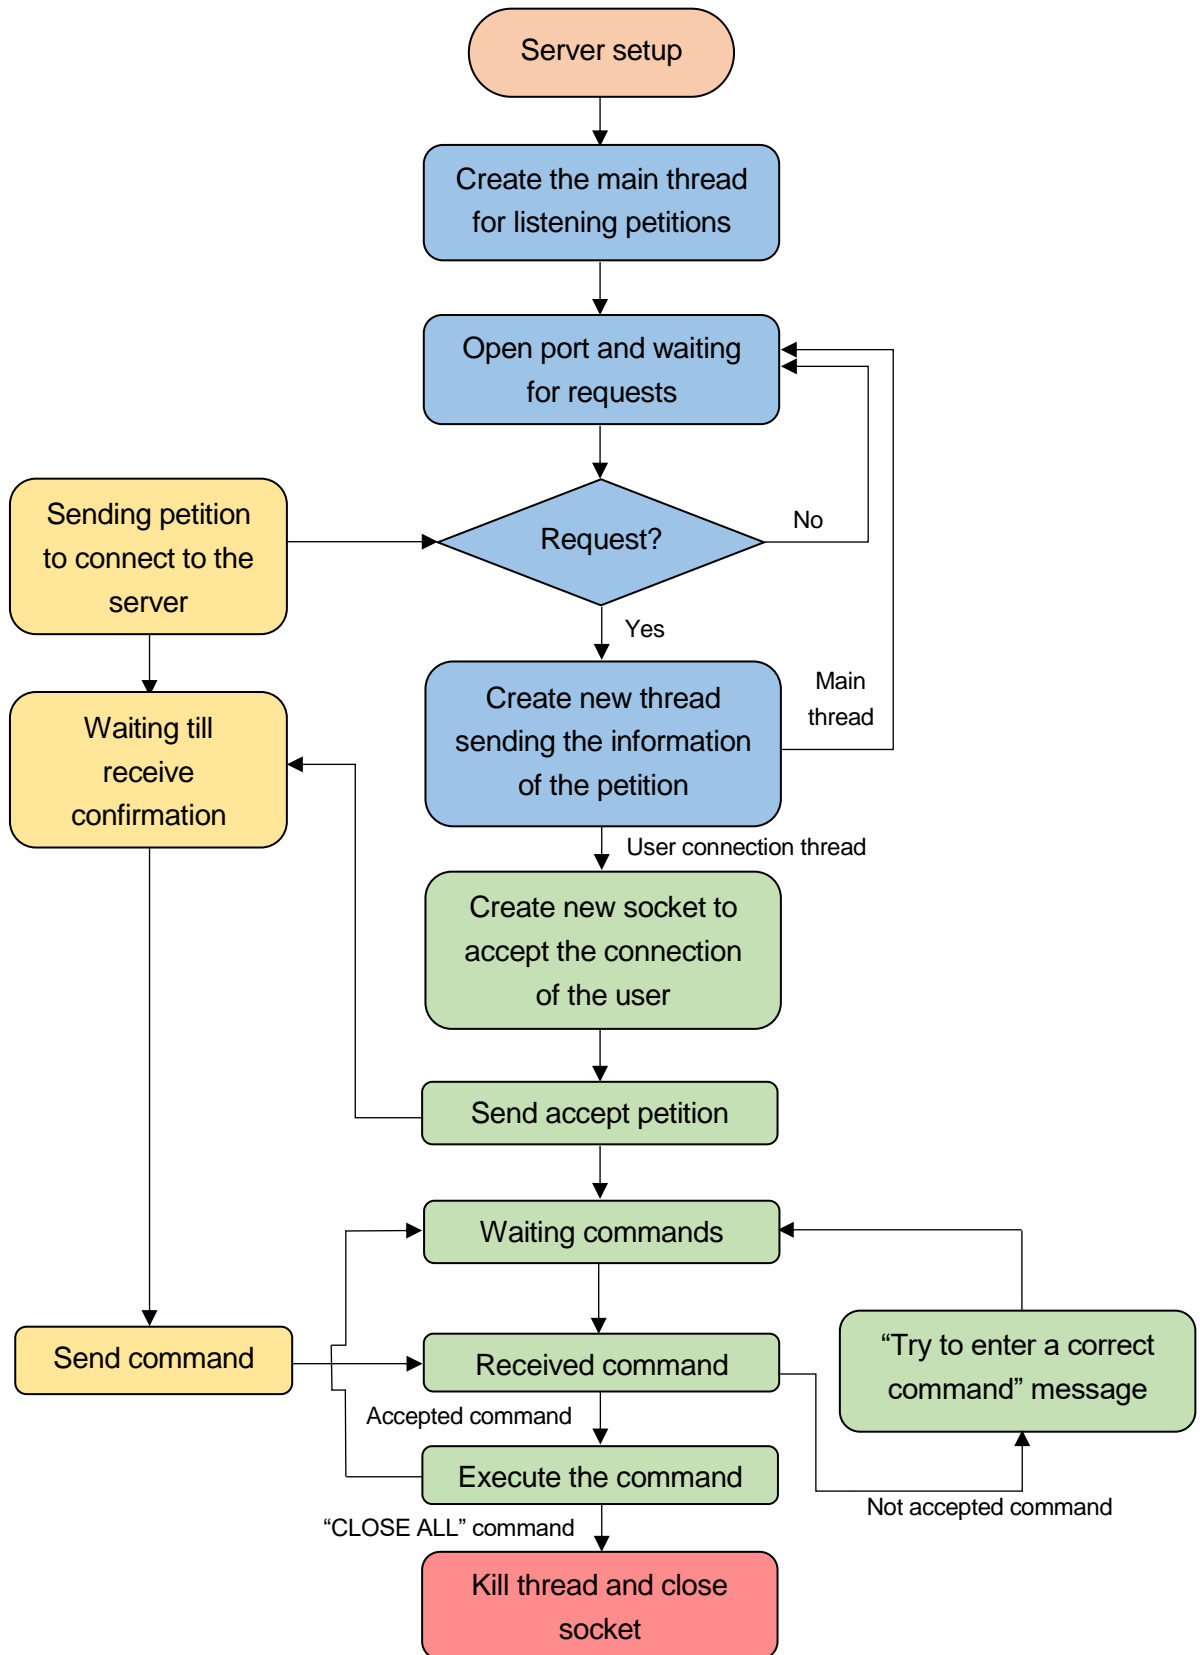 Server setup
Create the main thread
for listening petitions
Open port and waiting
for requests
Sending petition
to connect to the
server
Request?
No
Yes
Waiting till
receive
confirmation
Create new thread
sending the information
of the petition
Main
thread
User connection thread
Create new socket to
accept the connection
of the user
Send accept petition
Waiting commands
Send command
Received command
“Try to enter a correct
command” message
Accepted command
Execute the command
Not accepted command
“CLOSE ALL” command
Kill thread and close
socket